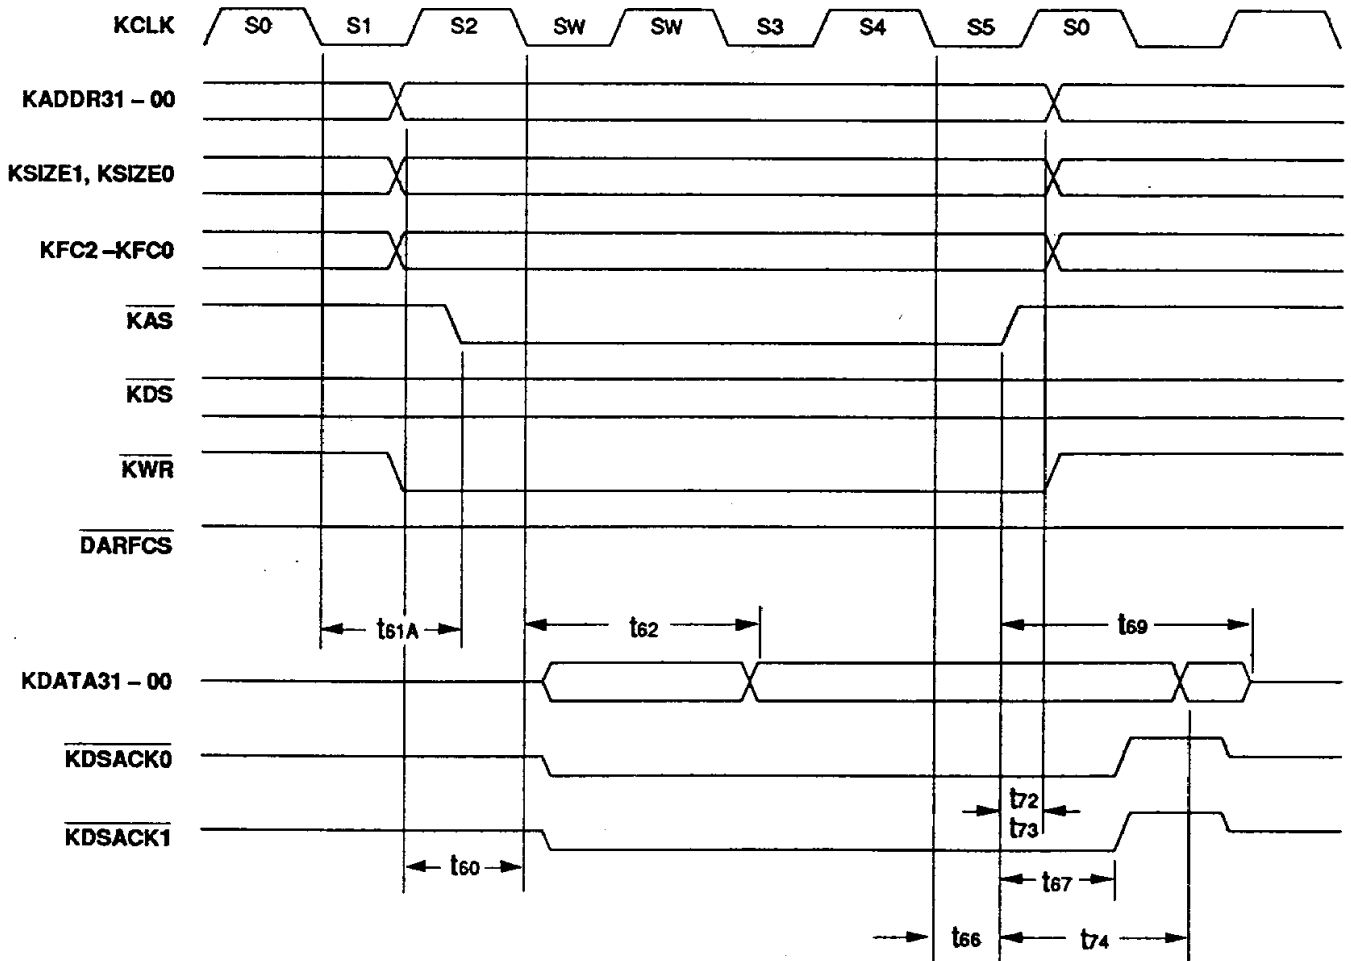 KCLK S0 S1 S2 SW SW S3 S4 S5 S0
KADDR31 – 00
KSIZE1, KSIZE0
KFC2 –KFC0
KAS
KDS
KWR
DARFCS
t61A t62 t69
KDATA31 – 00
KDSACK0
t72
t73
KDSACK1
t60 t67
t66 t74